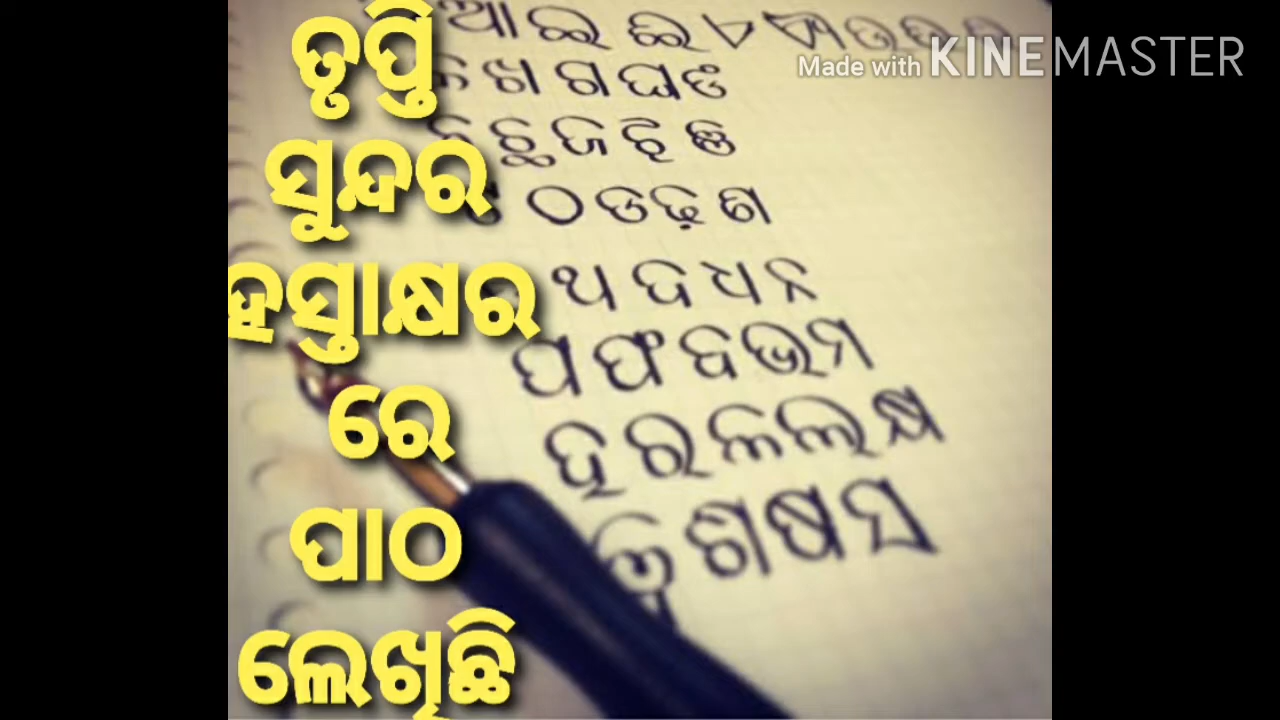 ତୃପ୍ତି
ସୁନ୍ଦର
ହସ୍ତାକ୍ଷର
ରେ
ପାଠ
ଲେଖିଛି
Made with KINEMASTER
ଆ ଇ ଈ
ଖ ଗ ଘ ଙ
ଚ ଛ ଜ ଝ ଞ
ଠ ଡ ଢ଼ ଣ
ଥ ଦ ଧ ନ
ପ ଫ ବ ଭ ମ
ର ଳ ଲ କ୍ଷ
ଶ ଷ ସ